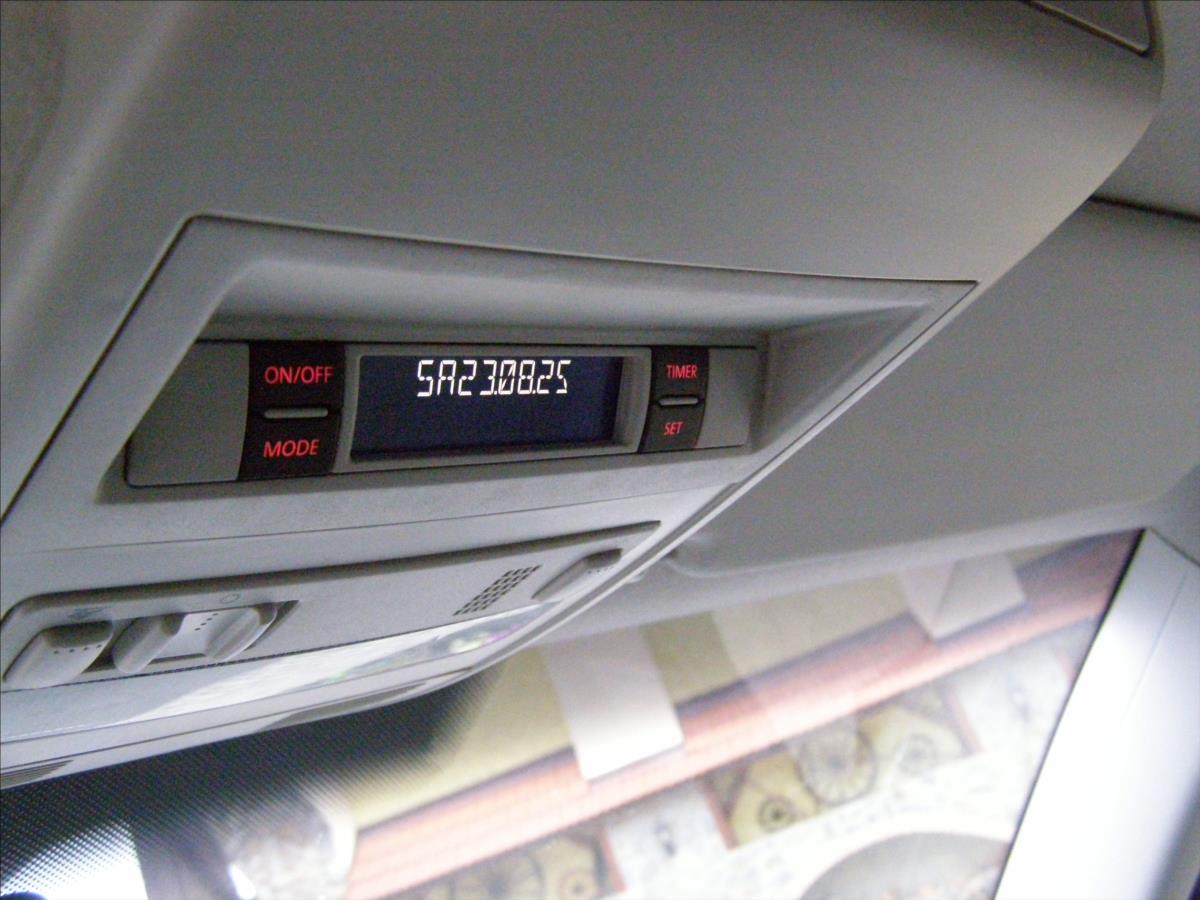 SA23.08.25
ON/OFF
TIMER
MODE
SET